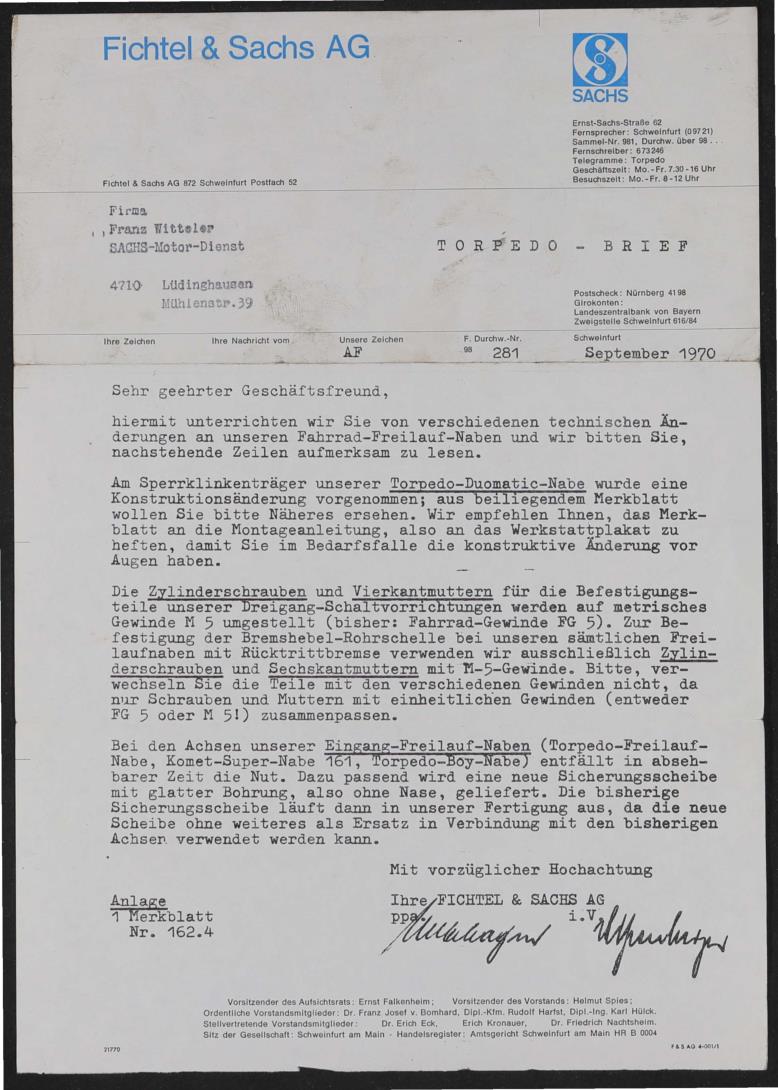 Fichtel & Sachs AG
SACHS
Ernst-Sachs-Straße 62
Fernsprecher: Schweinfurt (09721)
Sammel-Nr. 981, Durchw. über 98 . . .
Fernschreiber: 673246
Telegramme: Torpedo
Geschäftszeit: Mo.-Fr. 7.30-16 Uhr
Besuchszeit: Mo.-Fr. 8-12 Uhr
Fichtel & Sachs AG 872 Schweinfurt Postfach 52
Firma
Franz Witteler
SACHS-Motor-Dienst
4710 Lüdinghausen
Mühlenstr.39
TORPEDO - BRIEF
Postscheck: Nürnberg 4198
Girokonten:
Landeszentralbank von Bayern
Zweigstelle Schweinfurt 616/84
Ihre Zeichen Ihre Nachricht vom Unsere Zeichen F. Durchw.-Nr. Schweinfurt
AF 98 281 September 1970
Sehr geehrter Geschäftsfreund,
hiermit unterrichten wir Sie von verschiedenen technischen Än-
derungen an unseren Fahrrad-Freilauf-Naben und wir bitten Sie,
nachstehende Zeilen aufmerksam zu lesen.
Am Sperrklinkenträger unserer Torpedo-Duomatic-Nabe wurde eine
Konstruktionsänderung vorgenommen; aus beiliegendem Merkblatt
wollen Sie bitte Näheres ersehen. Wir empfehlen Ihnen, das Merk-
blatt an die Montageanleitung, also an das Werkstattplakat zu
heften, damit Sie im Bedarfsfalle die konstruktive Änderung vor
Augen haben.
Die Zylinderschrauben und Vierkantmuttern für die Befestigungs-
teile unserer Dreigang-Schaltvorrichtungen werden auf metrisches
Gewinde M 5 umgestellt (bisher: Fahrrad-Gewinde FG 5). Zur Be-
festigung der Bremshebel-Rohrschelle bei unseren sämtlichen Frei-
laufnaben mit Rücktrittbremse verwenden wir ausschließlich Zylin-
derschrauben und Sechskantmuttern mit M-5-Gewinde. Bitte, ver-
wechseln Sie die Teile mit den verschiedenen Gewinden nicht, da
nur Schrauben und Muttern mit einheitlichen Gewinden (entweder
FG 5 oder M 5!) zusammenpassen.
Bei den Achsen unserer Eingang-Freilauf-Naben (Torpedo-Freilauf-
Nabe, Komet-Super-Nabe 161, Torpedo-Boy-Nabe) entfällt in abseh-
barer Zeit die Nut. Dazu passend wird eine neue Sicherungsscheibe
mit glatter Bohrung, also ohne Nase, geliefert. Die bisherige
Sicherungsscheibe läuft dann in unserer Fertigung aus, da die neue
Scheibe ohne weiteres als Ersatz in Verbindung mit den bisherigen
Achsen verwendet werden kann.
Mit vorzüglicher Hochachtung
Anlage
1 Merkblatt
Nr. 162.4
Ihre FICHTEL & SACHS AG
ppa. i.V.
Vorsitzender des Aufsichtsrats: Ernst Falkenheim; Vorsitzender des Vorstands: Helmut Spies;
Ordentliche Vorstandsmitglieder: Dr. Franz Josef v. Bomhard, Dipl.-Kfm. Rudolf Harfst, Dipl.-Ing. Karl Hülck.
Stellvertretende Vorstandsmitglieder: Dr. Erich Eck, Erich Kronauer, Dr. Friedrich Nachtsheim.
Sitz der Gesellschaft: Schweinfurt am Main - Handelsregister: Amtsgericht Schweinfurt am Main HR B 0004
21770
F&S AG 4-001/1